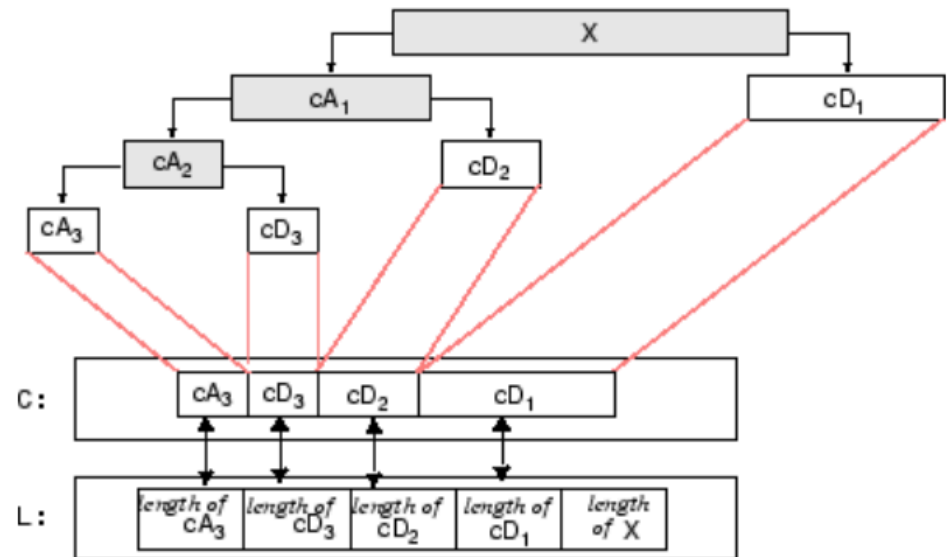 X
cA₁ cD₁
cA₂ cD₂
cA₃ cD₃
C: cA₃ cD₃ cD₂ cD₁
length of length of length of length of length
L: cA₃ cD₃ cD₂ cD₁ of X